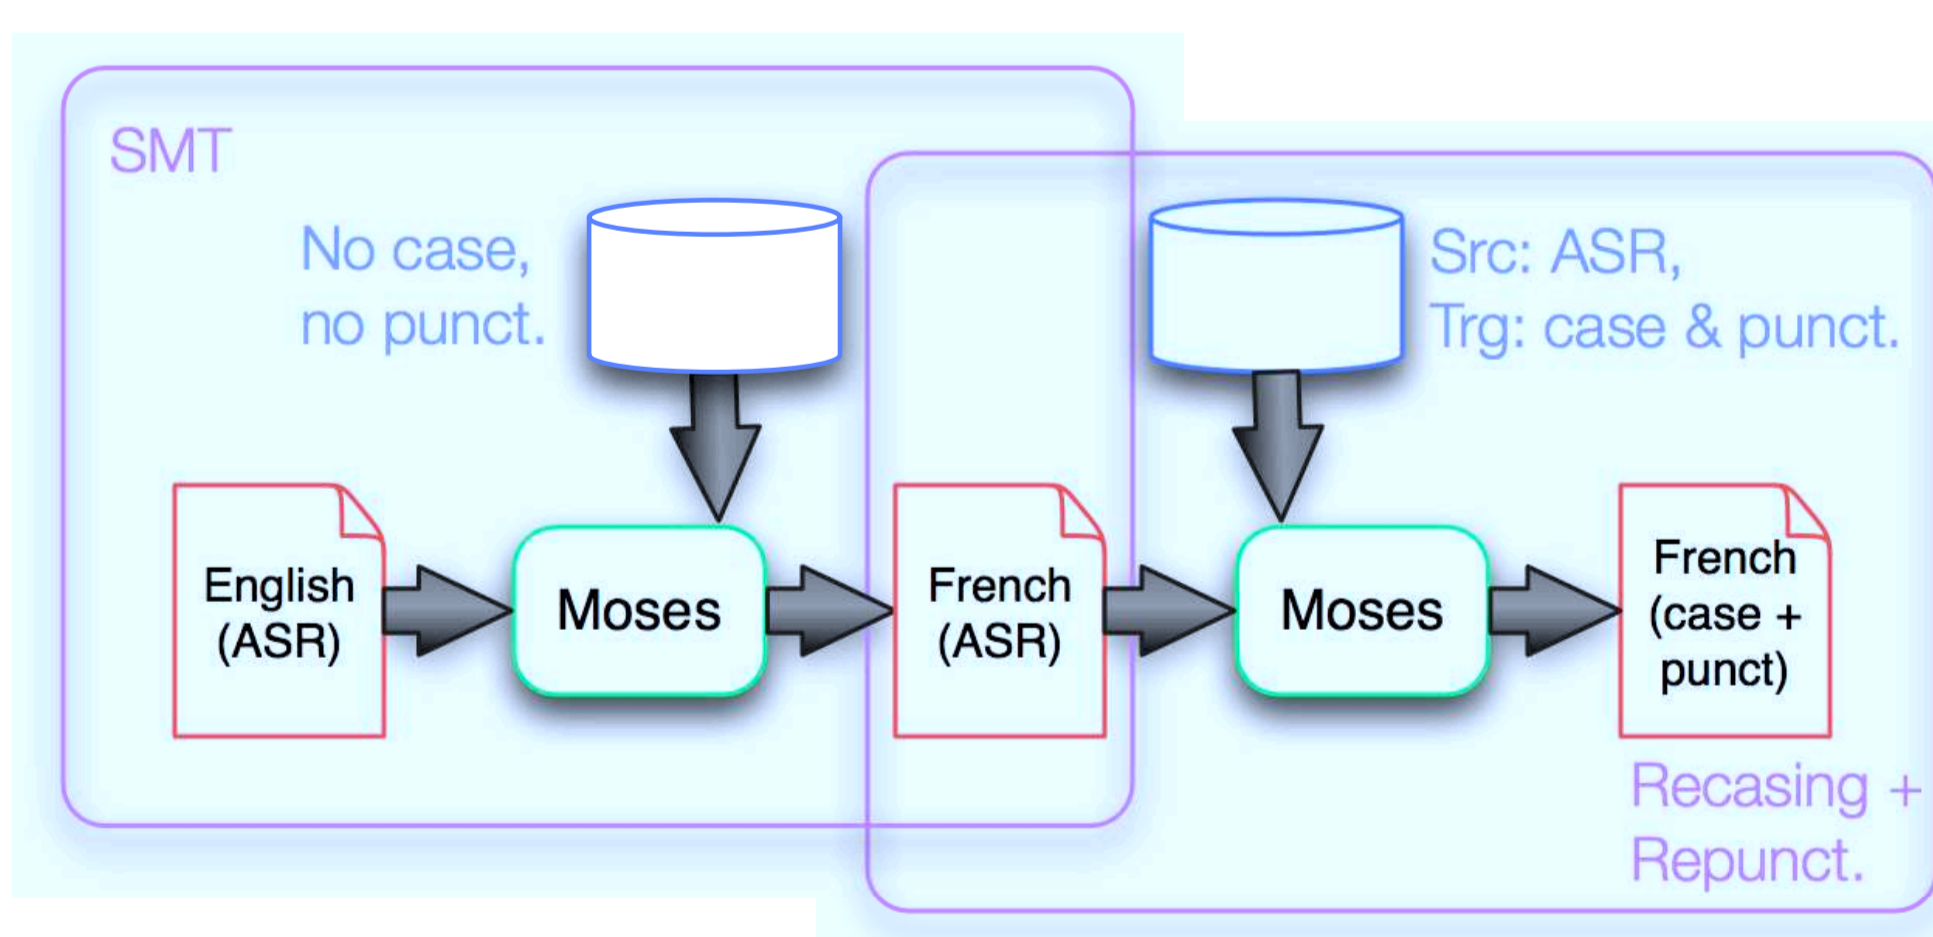 SMT
No case,
no punct.
Src: ASR,
Trg: case & punct.
English
(ASR)
Moses
French
(ASR)
Moses
French
(case +
punct)
Recasing +
Repunct.